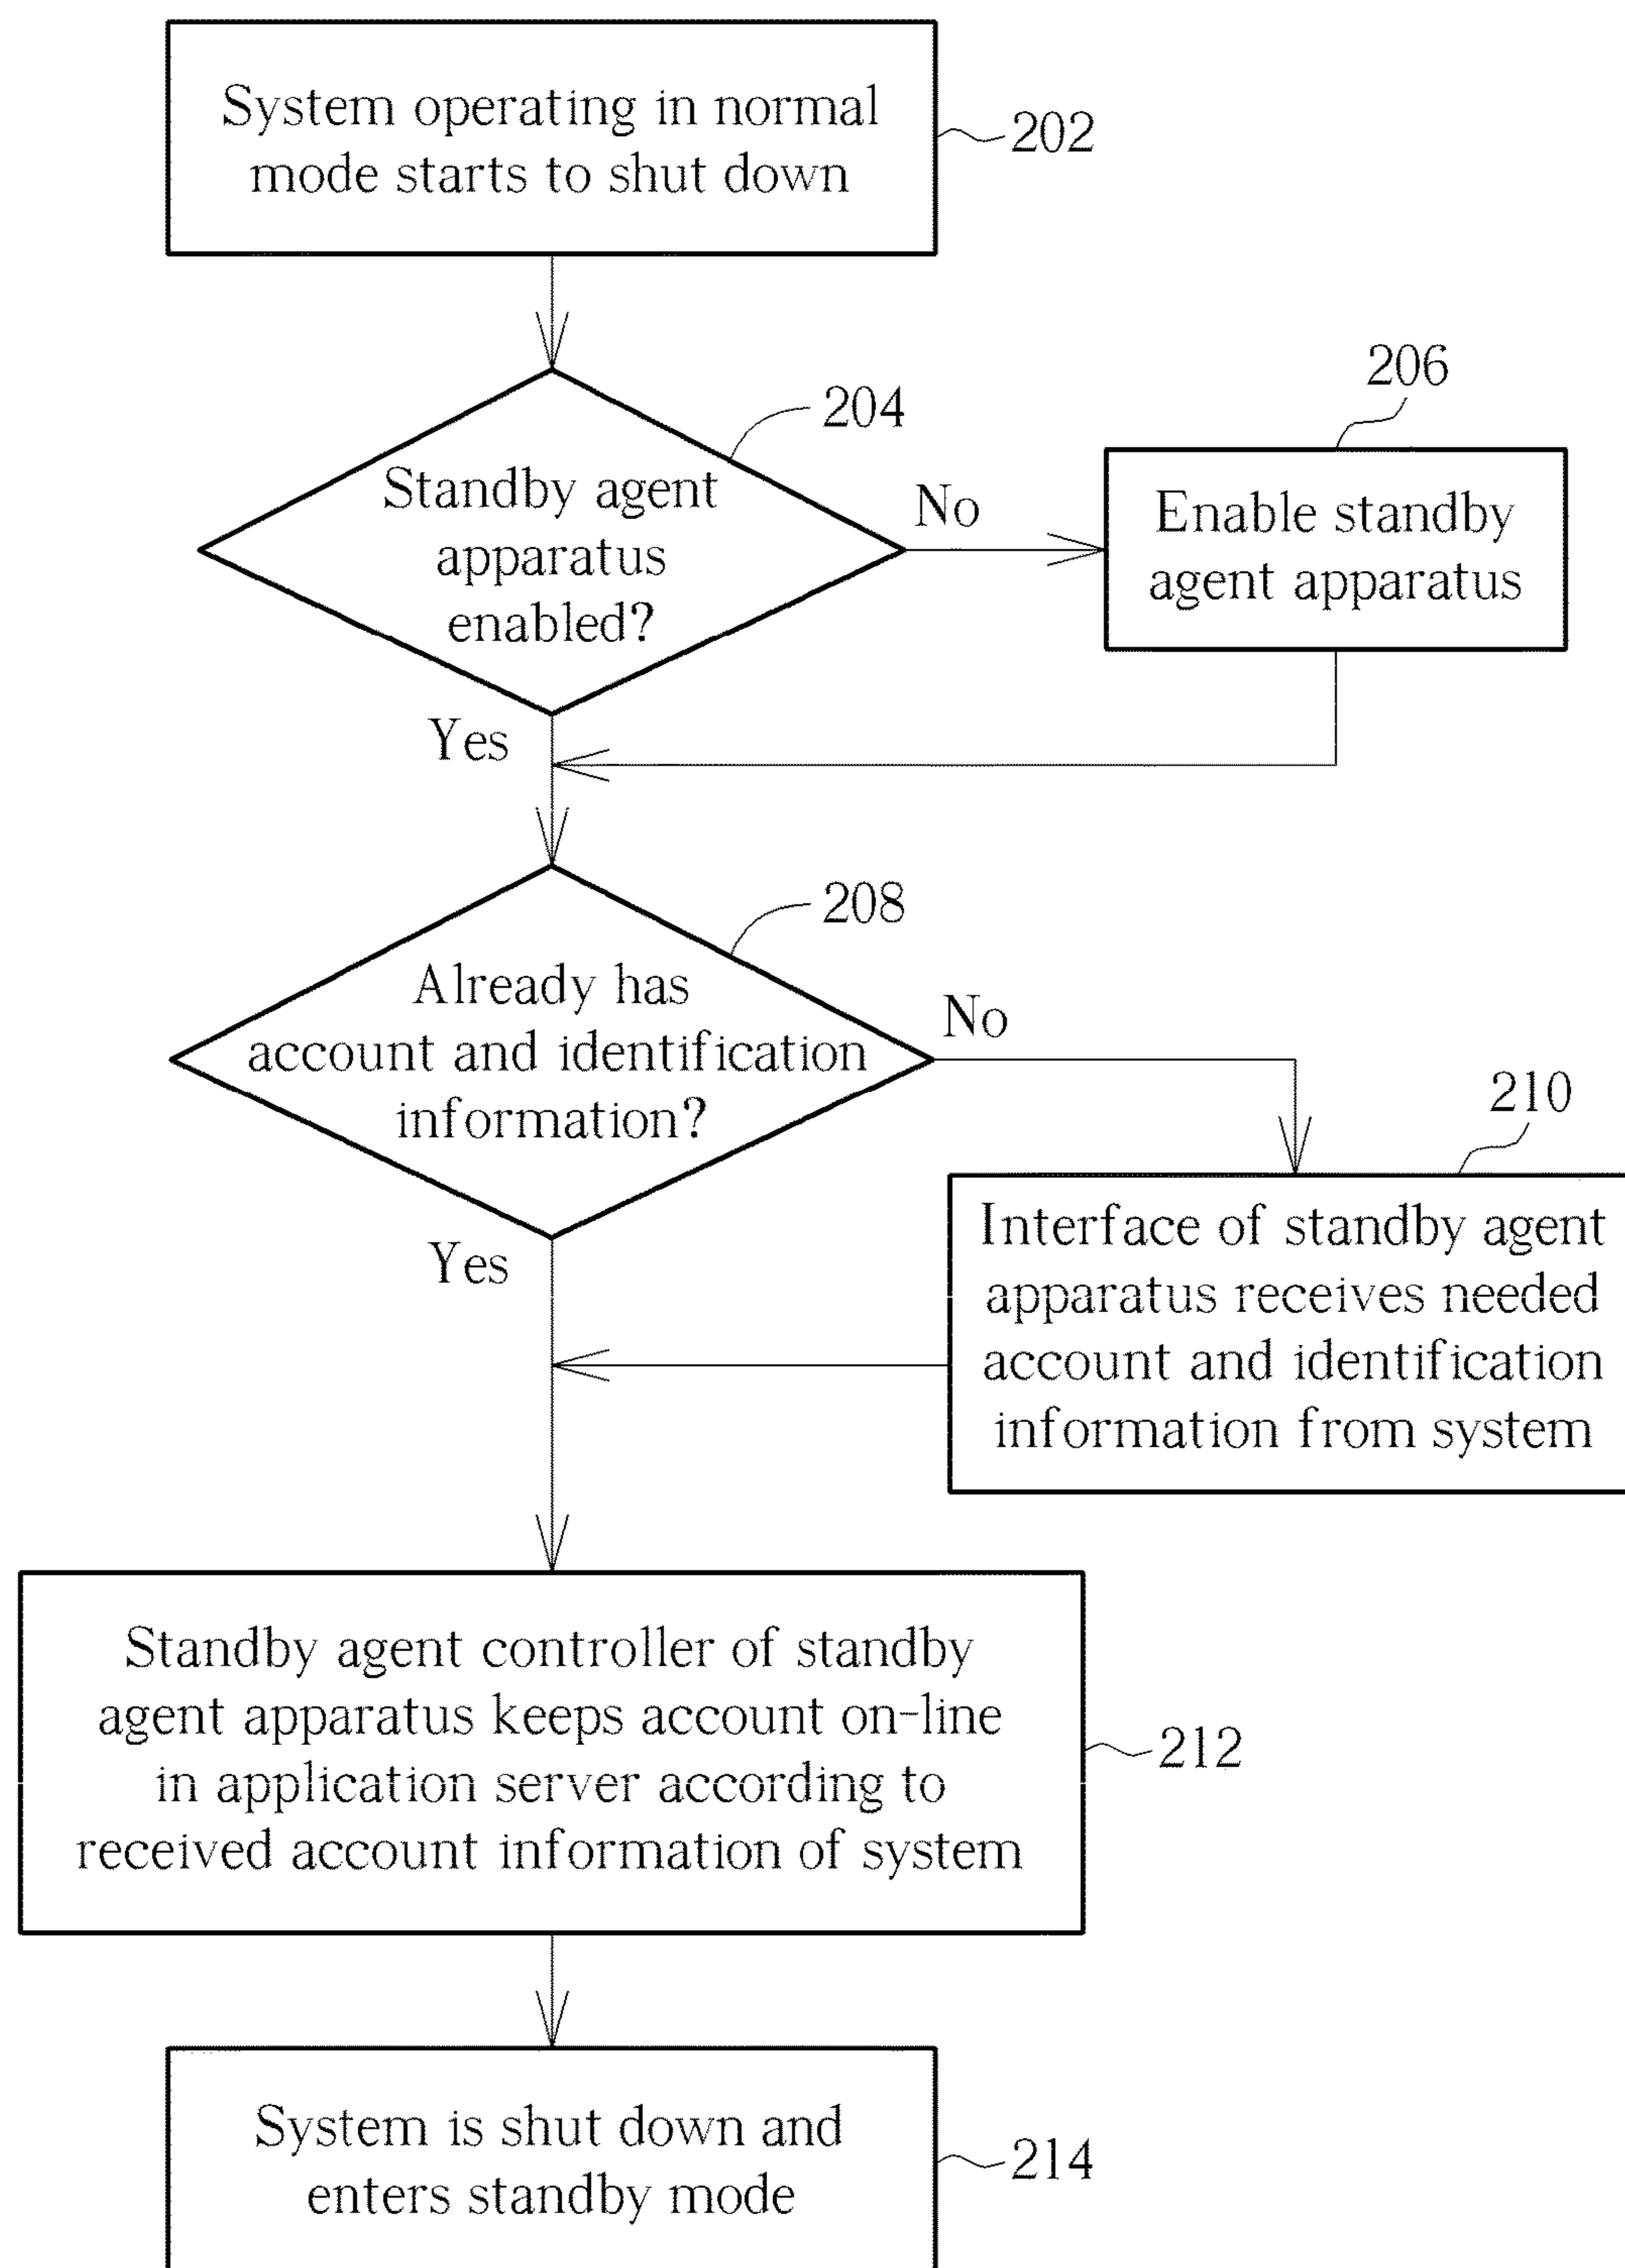 System operating in normal
mode starts to shut down
202
204
Standby agent
apparatus
enabled?
No
206
Enable standby
agent apparatus
Yes
208
Already has
account and identification
information?
No
210
Interface of standby agent
apparatus receives needed
account and identification
information from system
Yes
Standby agent controller of standby
agent apparatus keeps account on-line
in application server according to
received account information of system
212
System is shut down and
enters standby mode
214